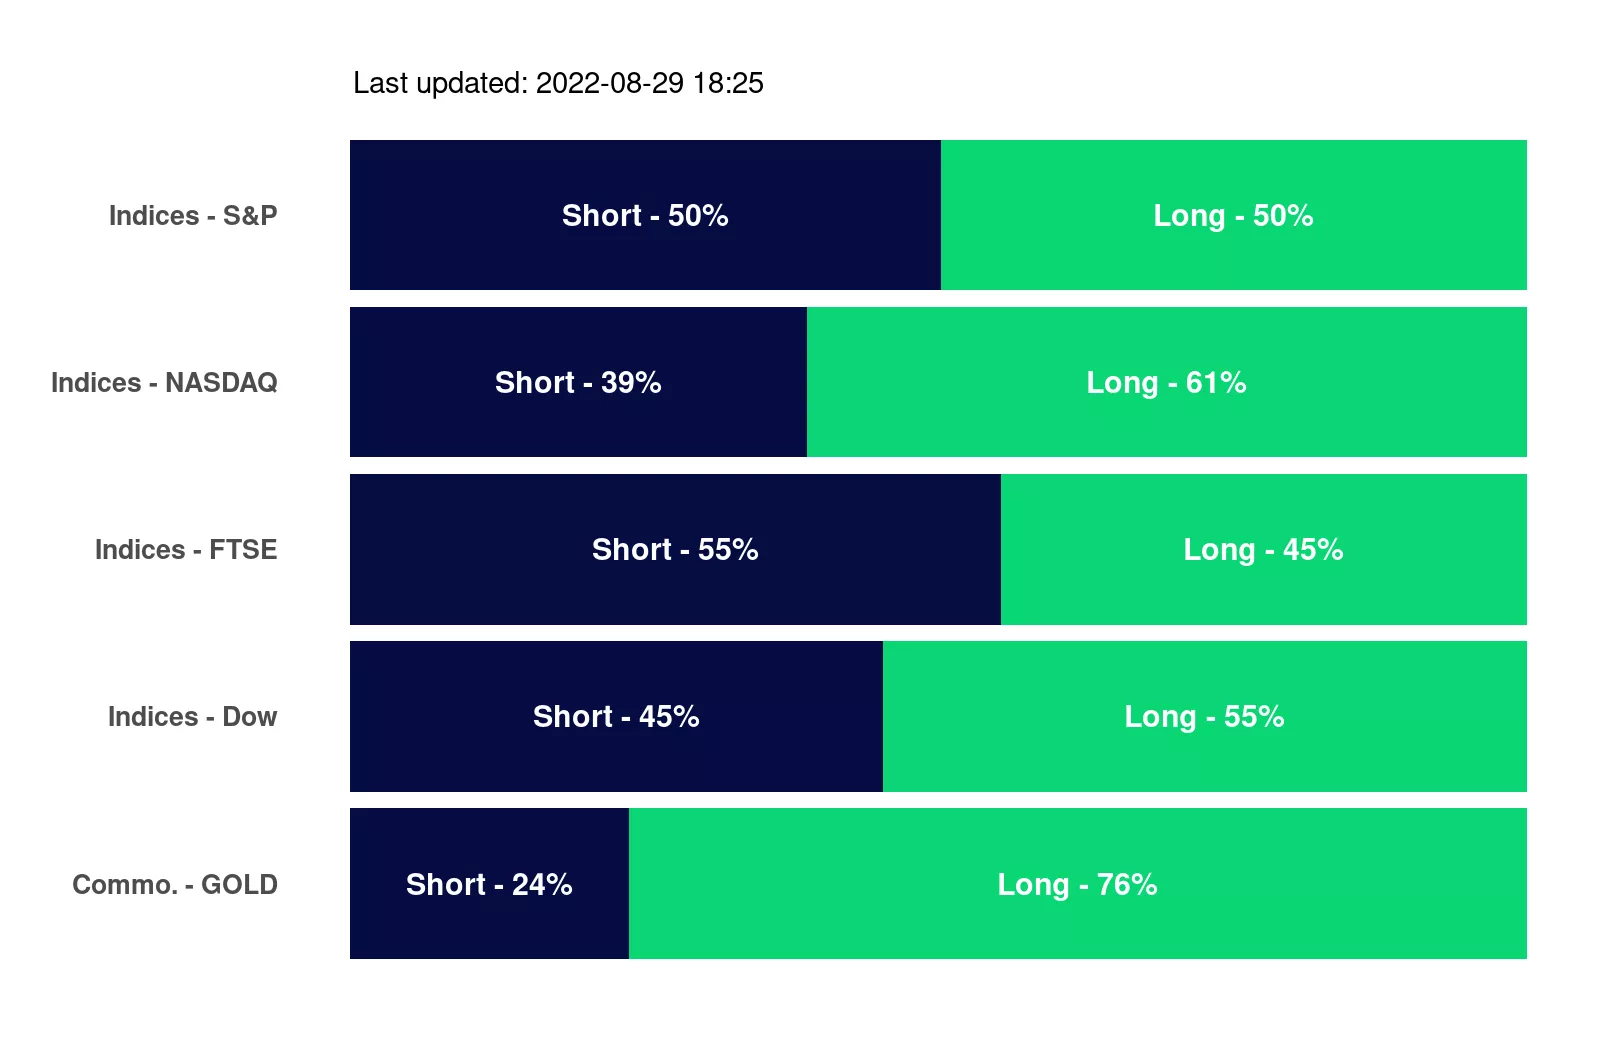 Last updated: 2022-08-29 18:25
Indices - S&P Short - 50% Long - 50%
Indices - NASDAQ Short - 39% Long - 61%
Indices - FTSE Short - 55% Long - 45%
Indices - Dow Short - 45% Long - 55%
Commo. - GOLD Short - 24% Long - 76%